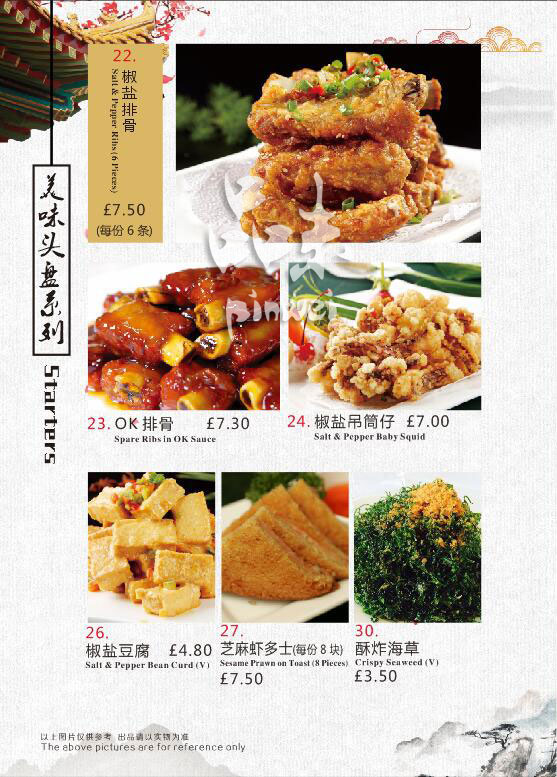 22.
椒盐排骨
Salt & Pepper Ribs (6 Pieces)
£7.50
(每份 6 条)
美味头盘系列
Starters
品味
pinwei
23. OK 排骨 £7.30
Spare Ribs in OK Sauce
24. 椒盐吊筒仔 £7.00
Salt & Pepper Baby Squid
26.
椒盐豆腐 £4.80
Salt & Pepper Bean Curd (V)
27.
芝麻虾多士(每份 8 块)
Sesame Prawn on Toast (8 Pieces)
£7.50
30.
酥炸海草
Crispy Seaweed (V)
£3.50
以上图片仅供参考 出品请以实物为准
The above pictures are for reference only